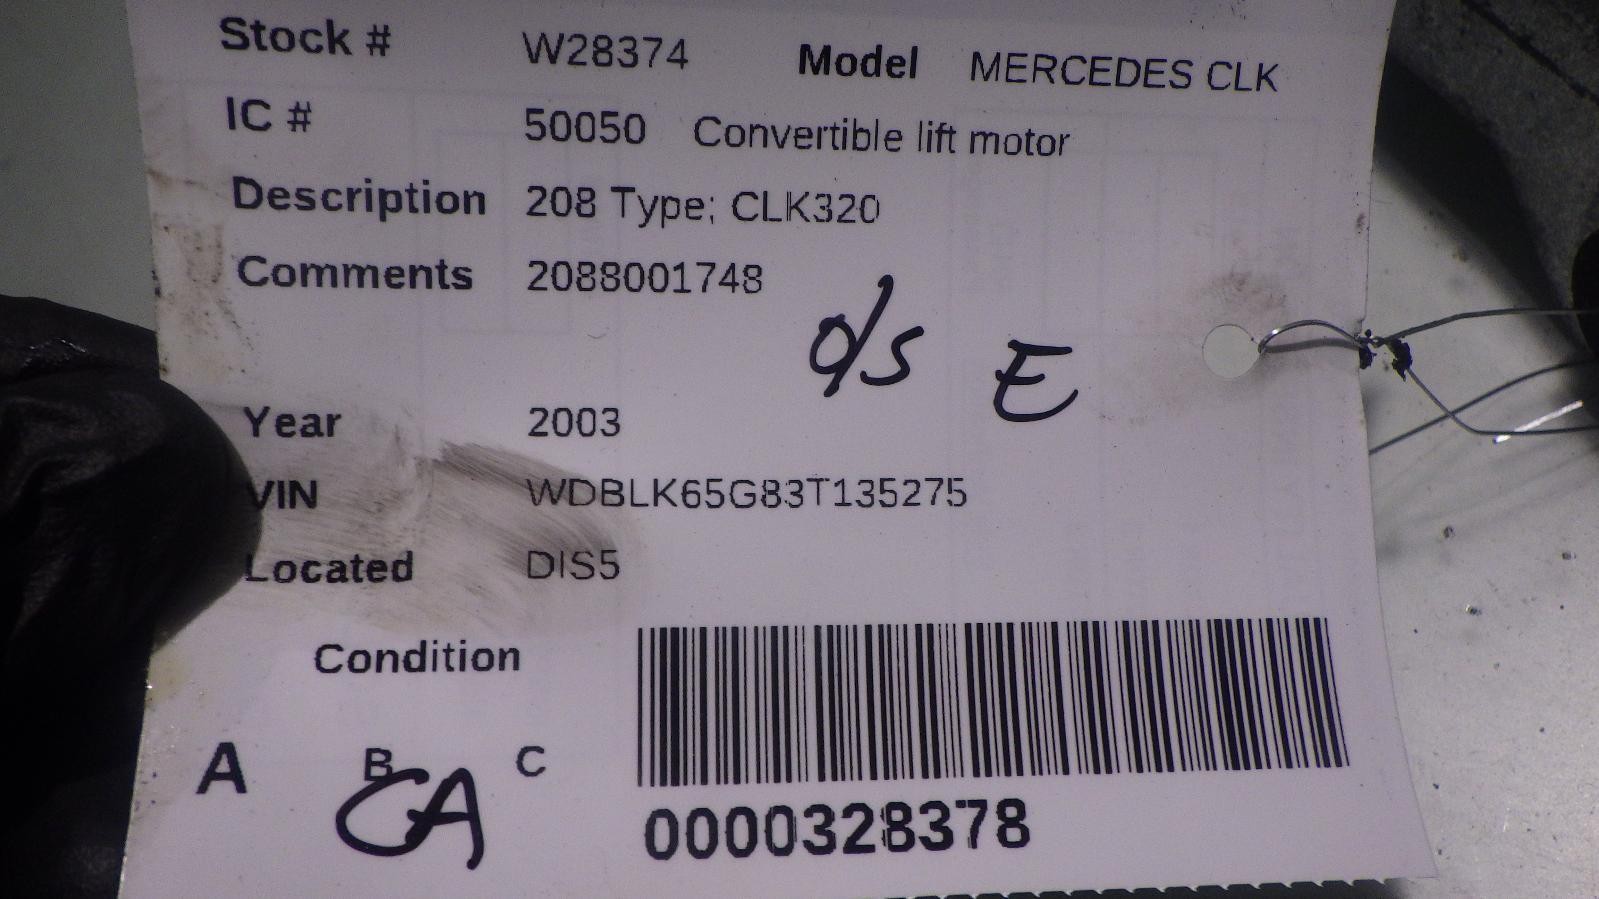 Stock # W28374 Model MERCEDES CLK
IC # 50050 Convertible lift motor
Description 208 Type; CLK320
Comments 2088001748
o/s E
Year 2003
VIN WDBLK65G83T135275
Located DIS5
Condition
A B C
CA
0000328378